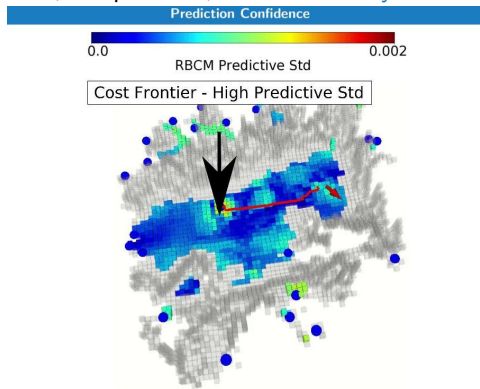 Prediction Confidence
0.0
0.002
RBCM Predictive Std
Cost Frontier - High Predictive Std